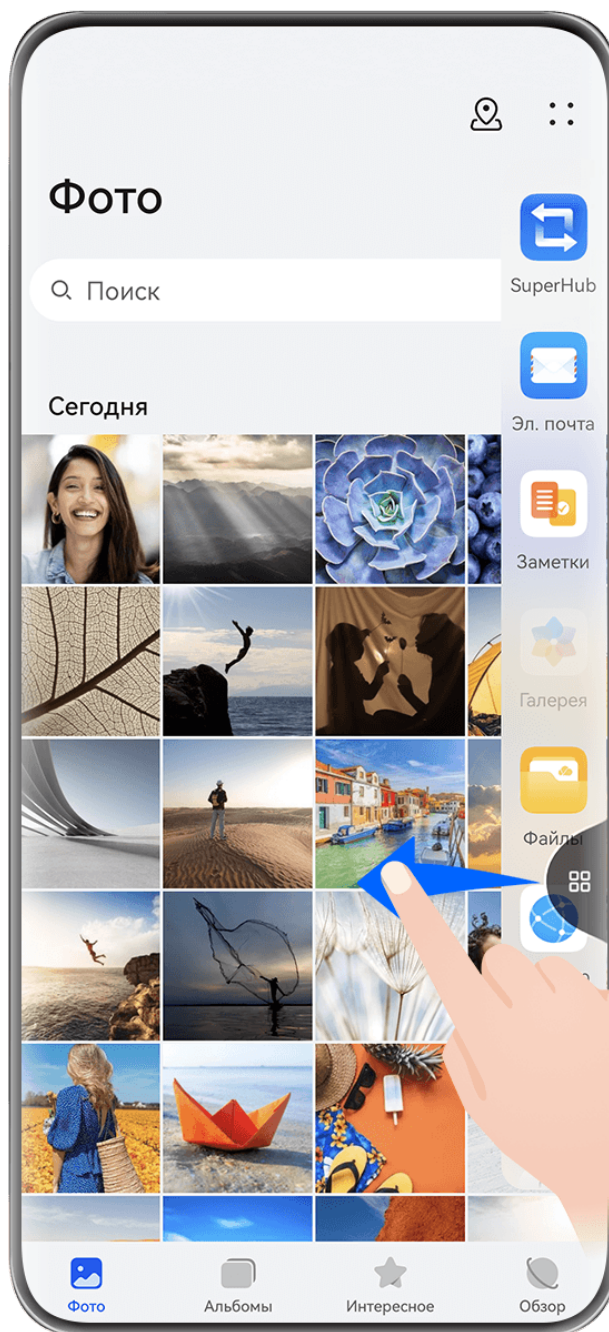 Фото
SuperHub
Поиск
Эл. почта
Сегодня
Заметки
Галерея
Файлы
Фото
Альбомы
Интересное
Обзор